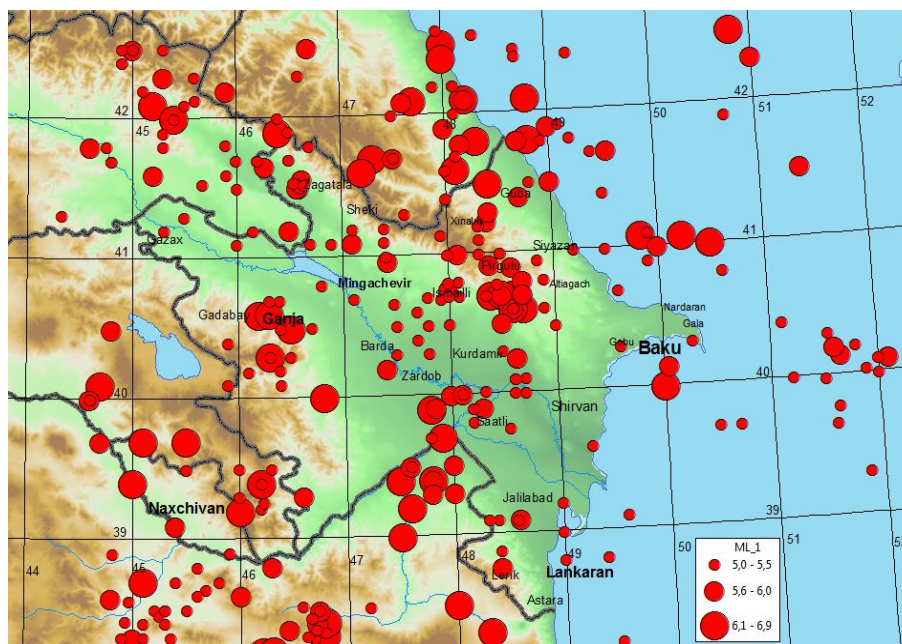 42
51
52
47
48
49
50
42
45
46
Zagatala
Guba
Sheki
Xinaliq
Gazax
41
Siyazan
41
Pirgulu
Mingachevir
Ismailli
Altiagach
Nardaran
Gadabay
Ganja
Gala
Barda
Kurdamir
Gobu
Baku
Zardob
40
40
Shirvan
Saatli
Jalilabad
Naxchivan
39
39
44
45
46
47
48
49
50
51
52
Lerik
Lankaran
Astara
ML_1
5,0 - 5,5
5,6 - 6,0
6,1 - 6,9